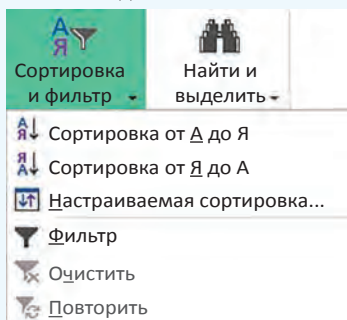 Сортировка
и фильтр
Найти и
выделить
Сортировка от А до Я
Сортировка от Я до А
Настраиваемая сортировка...
Фильтр
Очистить
Повторить